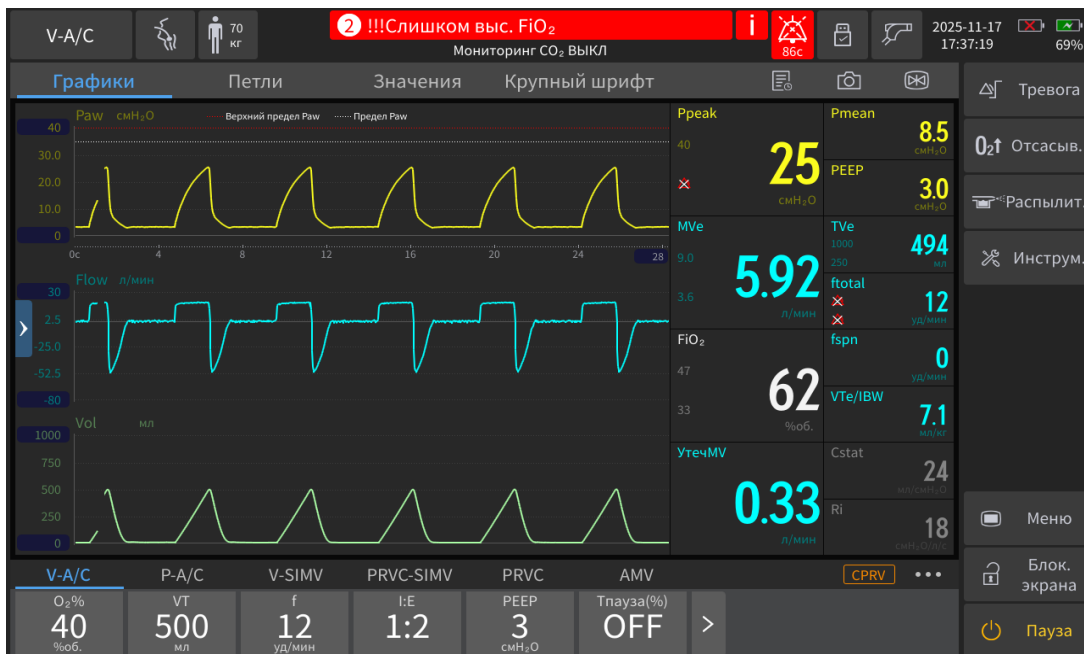 V-A/C
70
кг
2 !!!Слишком выс. FiO₂
Мониторинг CO₂ ВЫКЛ
i
86с
2025-11-17
17:37:19
69%
Графики
Петли
Значения
Крупный шрифт
Тревога
O₂↑ Отсасыв.
Распылит.
Инструм.
Меню
Блок.
экрана
Пауза
Paw смH₂O
Верхний предел Paw
Предел Paw
40
30.0
20.0
10.0
0
0с 4 8 12 16 20 24 28
Flow л/мин
30
2.5
-25.0
-52.5
-80
Vol мл
1000
750
500
250
0
Ppeak
40
25
смH₂O
Pmean
8.5
смH₂O
PEEP
3.0
смH₂O
MVe
9.0
3.6
5.92
л/мин
TVe
1000
250
494
мл
ftotal
12
уд/мин
FiO₂
47
33
62
%об.
fspn
0
уд/мин
VTe/IBW
7.1
мл/кг
УтечMV
0.33
л/мин
Cstat
24
мл/смH₂O
Ri
18
смH₂O/л/с
V-A/C
P-A/C
V-SIMV
PRVC-SIMV
PRVC
AMV
CPRV
O₂%
40
%об.
VT
500
мл
f
12
уд/мин
I:E
1:2
PEEP
3
смH₂O
Tпауза(%)
OFF